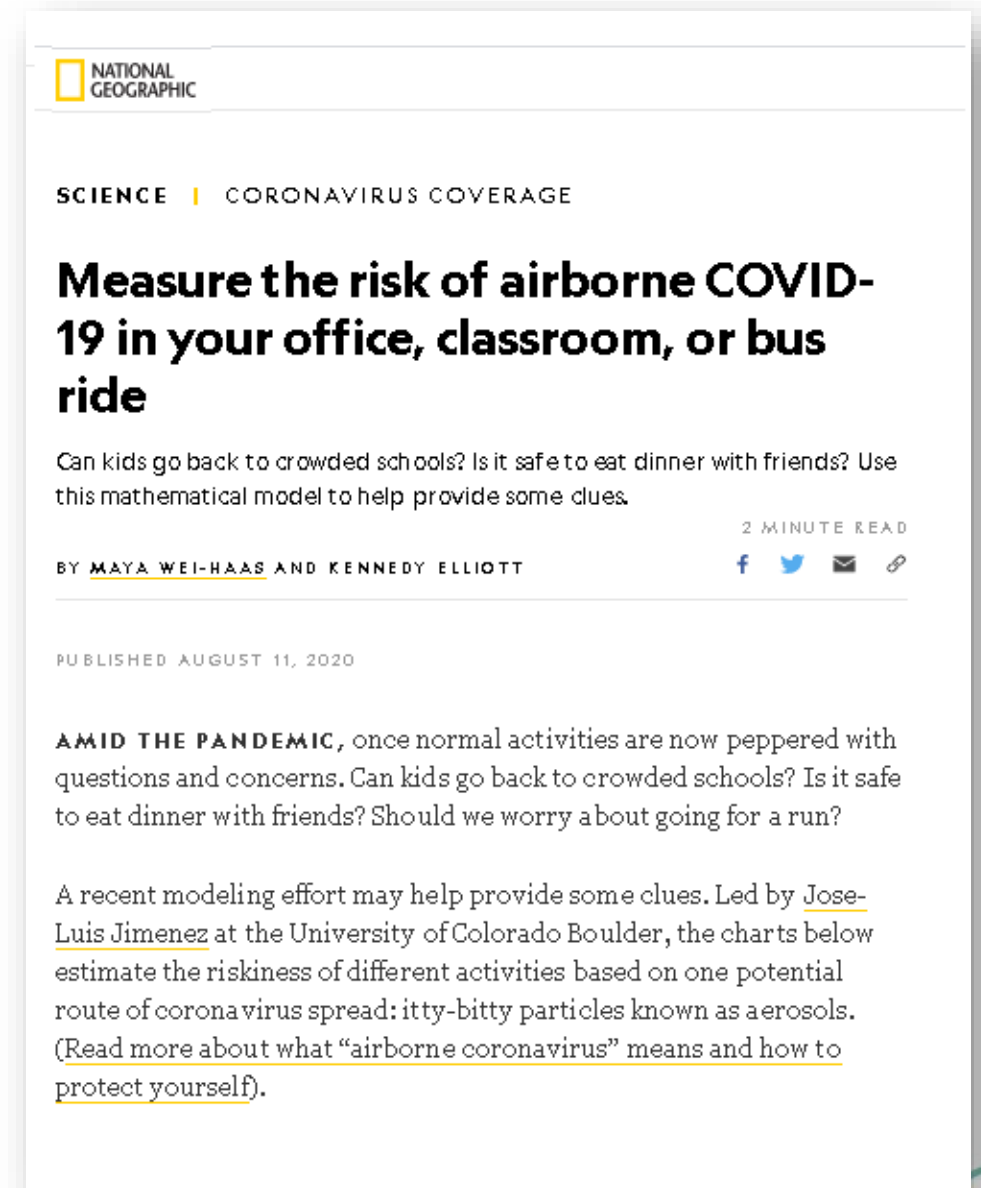 NATIONAL
GEOGRAPHIC
SCIENCE | CORONAVIRUS COVERAGE
Measure the risk of airborne COVID-
19 in your office, classroom, or bus
ride
Can kids go back to crowded schools? Is it safe to eat dinner with friends? Use
this mathematical model to help provide some clues.
2 MINUTE READ
BY MAYA WEI-HAAS AND KENNEDY ELLIOTT
PUBLISHED AUGUST 11, 2020
AMID THE PANDEMIC, once normal activities are now peppered with
questions and concerns. Can kids go back to crowded schools? Is it safe
to eat dinner with friends? Should we worry about going for a run?
A recent modeling effort may help provide some clues. Led by Jose-
Luis Jimenez at the University of Colorado Boulder, the charts below
estimate the riskiness of different activities based on one potential
route of coronavirus spread: itty-bitty particles known as aerosols.
(Read more about what “airborne coronavirus” means and how to
protect yourself).